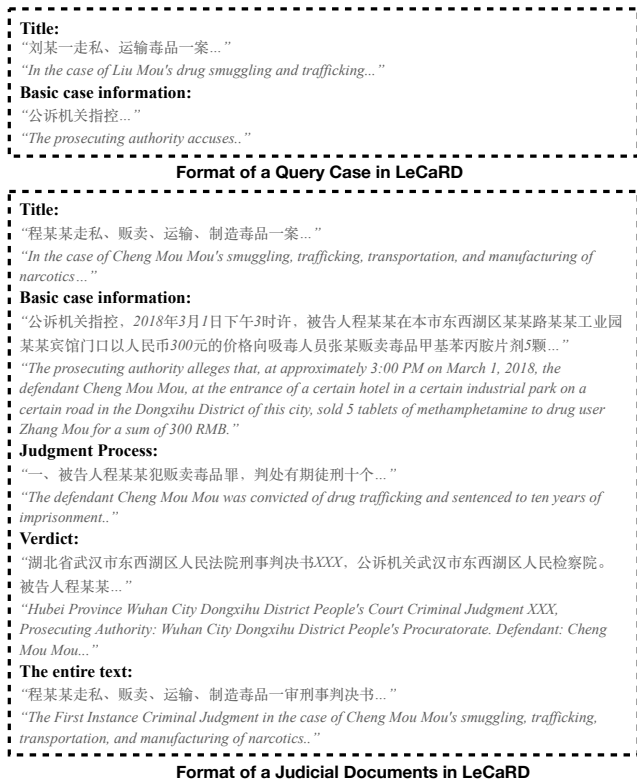 Title:
“刘某一走私、运输毒品一案...”
“In the case of Liu Mou's drug smuggling and trafficking...”
Basic case information:
“公诉机关指控...”
“The prosecuting authority accuses..”
Format of a Query Case in LeCaRD
Title:
“程某某走私、贩卖、运输、制造毒品一案...”
“In the case of Cheng Mou Mou's smuggling, trafficking, transportation, and manufacturing of
narcotics...”
Basic case information:
“公诉机关指控，2018年3月1日下午3时许，被告人程某某在本市东西湖区某某路某某工业园
某某宾馆门口以人民币300元的价格向吸毒人员张某贩卖毒品甲基苯丙胺片剂5颗...”
“The prosecuting authority alleges that, at approximately 3:00 PM on March 1, 2018, the
defendant Cheng Mou Mou, at the entrance of a certain hotel in a certain industrial park on a
certain road in the Dongxihu District of this city, sold 5 tablets of methamphetamine to drug user
Zhang Mou for a sum of 300 RMB.”
Judgment Process:
“一、被告人程某某犯贩卖毒品罪，判处有期徒刑十个...”
“The defendant Cheng Mou Mou was convicted of drug trafficking and sentenced to ten years of
imprisonment..”
Verdict:
“湖北省武汉市东西湖区人民法院刑事判决书XXX，公诉机关武汉市东西湖区人民检察院。
被告人程某某...”
“Hubei Province Wuhan City Dongxihu District People's Court Criminal Judgment XXX,
Prosecuting Authority: Wuhan City Dongxihu District People's Procuratorate. Defendant: Cheng
Mou Mou...”
The entire text:
“程某某走私、贩卖、运输、制造毒品一审刑事判决书...”
“The First Instance Criminal Judgment in the case of Cheng Mou Mou's smuggling, trafficking,
transportation, and manufacturing of narcotics..”
Format of a Judicial Documents in LeCaRD